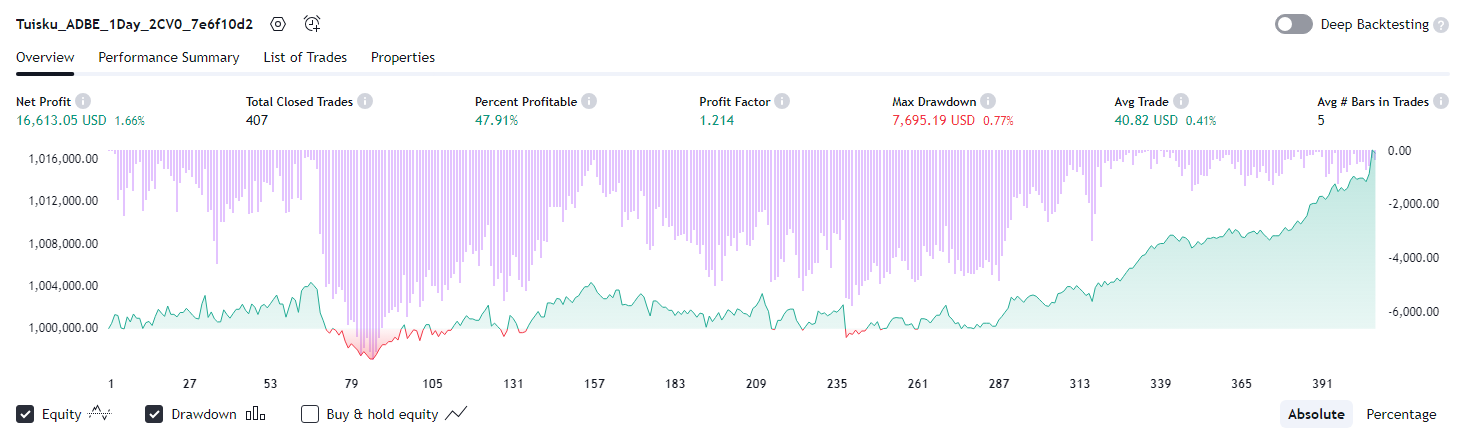 Tuisku_ADBE_1Day_2CV0_7e6f10d2
Deep Backtesting ?
Overview Performance Summary List of Trades Properties
Net Profit i Total Closed Trades i Percent Profitable i Profit Factor i Max Drawdown i Avg Trade i Avg # Bars in Trades i
16,613.05 USD 1.66% 407 47.91% 1.214 7,695.19 USD 0.77% 40.82 USD 0.41% 5
1,016,000.00 0.00
1,012,000.00 -2,000.00
1,008,000.00 -4,000.00
1,004,000.00 -6,000.00
1,000,000.00
1 27 53 79 105 131 157 183 209 235 261 287 313 339 365 391
Equity Drawdown Buy & hold equity Absolute Percentage